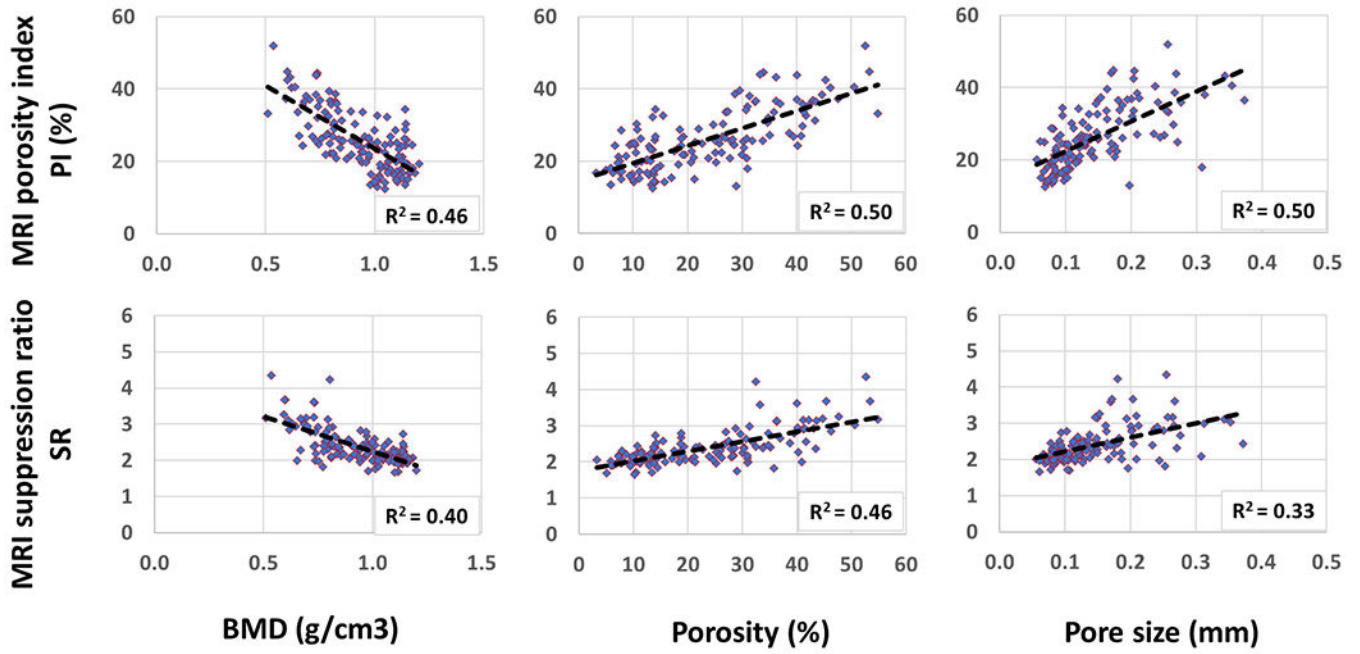 MRI porosity index
PI (%)
60
40
20
0
0.0 0.5 1.0 1.5
R² = 0.46
60
50
40
30
20
10
0
0 10 20 30 40 50 60
R² = 0.50
60
40
20
0
0.0 0.1 0.2 0.3 0.4 0.5
R² = 0.50
MRI suppression ratio
SR
6
5
4
3
2
1
0
0.0 0.5 1.0 1.5
R² = 0.40
6
5
4
3
2
1
0
0 10 20 30 40 50 60
R² = 0.46
6
5
4
3
2
1
0
0.0 0.1 0.2 0.3 0.4 0.5
R² = 0.33
BMD (g/cm3)
Porosity (%)
Pore size (mm)